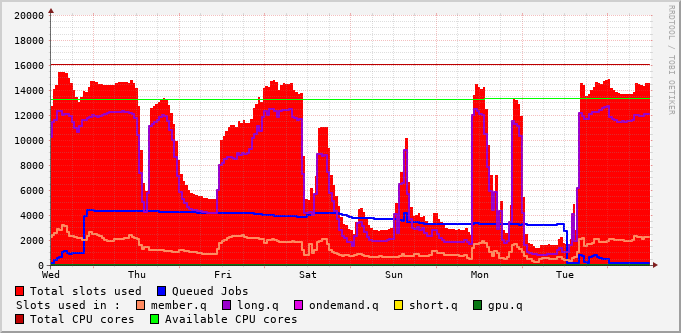 20000
18000
16000
14000
12000
10000
8000
6000
4000
2000
0
Wed Thu Fri Sat Sun Mon Tue
RRDTOOL / TOBI OETIKER
Total slots used Queued Jobs
Slots used in : member.q long.q ondemand.q short.q gpu.q
Total CPU cores Available CPU cores